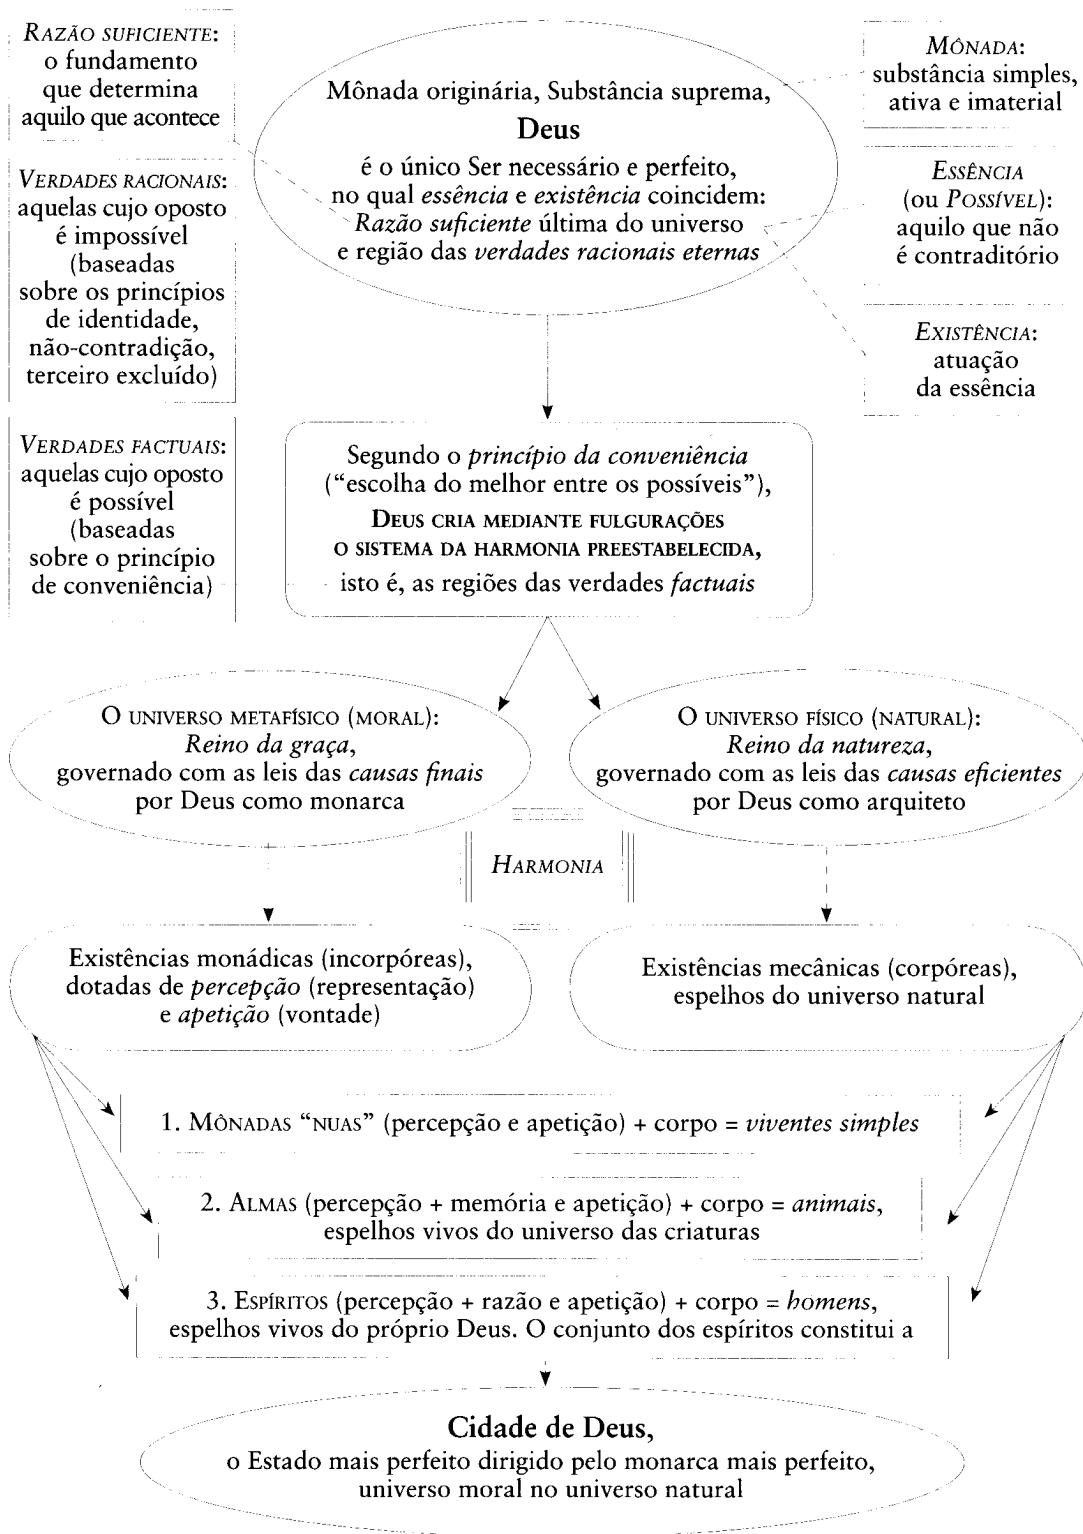 RAZÃO SUFICIENTE:
o fundamento
que determina
aquilo que acontece
VERDADES RACIONAIS:
aquelas cujo oposto
é impossível
(baseadas
sobre os princípios
de identidade,
não-contradição,
terceiro excluído)
VERDADES FACTUAIS:
aquelas cujo oposto
é possível
(baseadas
sobre o princípio
de conveniência)
Mônada originária, Substância suprema,
Deus
é o único Ser necessário e perfeito,
no qual essência e existência coincidem:
Razão suficiente última do universo
e região das verdades racionais eternas
MÔNADA:
substância simples,
ativa e imaterial
ESSÊNCIA
(ou POSSÍVEL):
aquilo que não
é contraditório
EXISTÊNCIA:
atuação
da essência
Segundo o princípio da conveniência
(“escolha do melhor entre os possíveis”),
DEUS CRIA MEDIANTE FULGURAÇÕES
O SISTEMA DA HARMONIA PREESTABELECIDA,
isto é, as regiões das verdades factuais
O UNIVERSO METAFÍSICO (MORAL):
Reino da graça,
governado com as leis das causas finais
por Deus como monarca
O UNIVERSO FÍSICO (NATURAL):
Reino da natureza,
governado com as leis das causas eficientes
por Deus como arquiteto
HARMONIA
Existências monádicas (incorpóreas),
dotadas de percepção (representação)
e apetição (vontade)
Existências mecânicas (corpóreas),
espelhos do universo natural
1. MÔNADAS “NUAS” (percepção e apetição) + corpo = viventes simples
2. ALMAS (percepção + memória e apetição) + corpo = animais,
espelhos vivos do universo das criaturas
3. ESPÍRITOS (percepção + razão e apetição) + corpo = homens,
espelhos vivos do próprio Deus. O conjunto dos espíritos constitui a
Cidade de Deus,
o Estado mais perfeito dirigido pelo monarca mais perfeito,
universo moral no universo natural